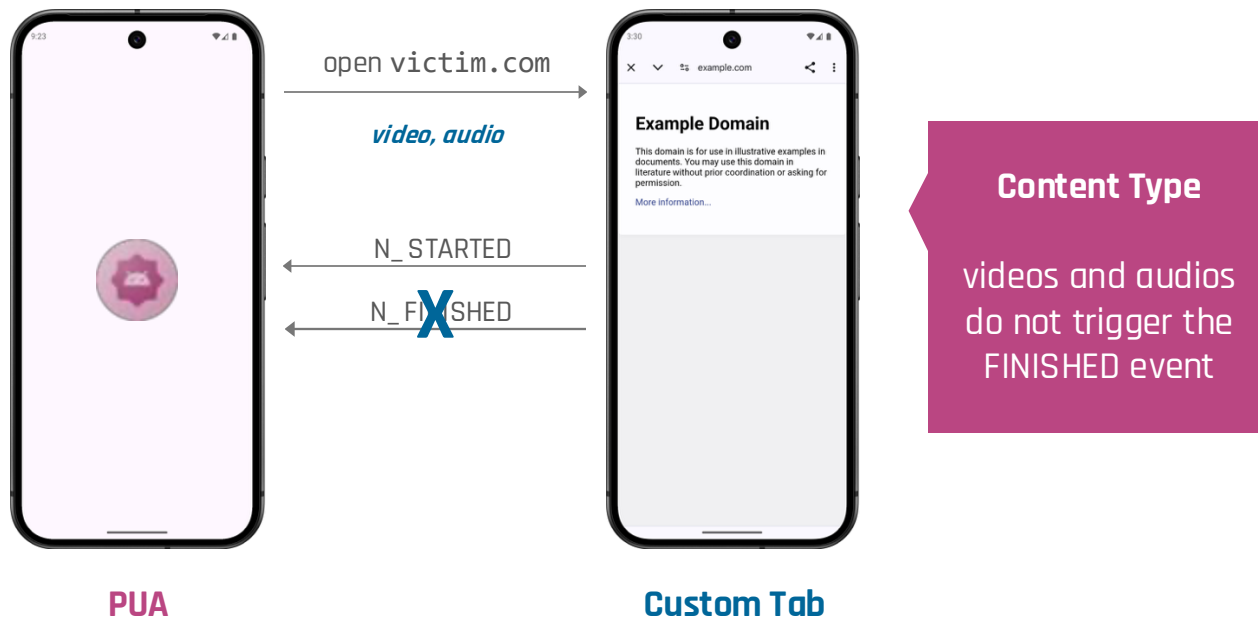 9:23
open victim.com
video, audio
N_STARTED
N_FINISHED
X
PUA
3:30
example.com
Example Domain
This domain is for use in illustrative examples in
documents. You may use this domain in
literature without prior coordination or asking for
permission.
More information...
Custom Tab
Content Type
videos and audios
do not trigger the
FINISHED event